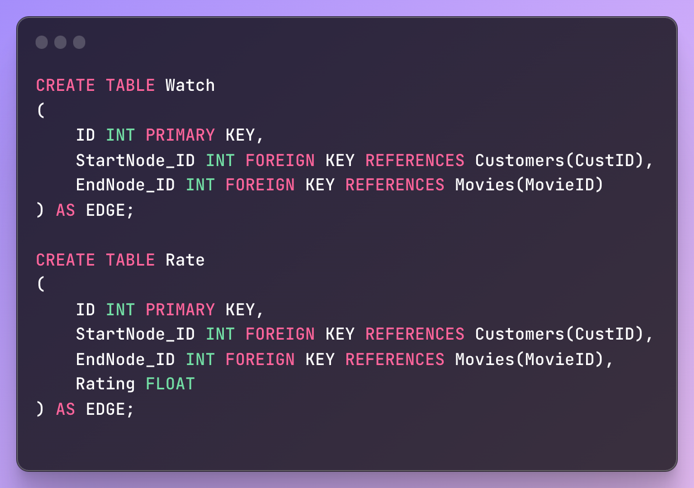 CREATE TABLE Watch
(
    ID INT PRIMARY KEY,
    StartNode_ID INT FOREIGN KEY REFERENCES Customers(CustID),
    EndNode_ID INT FOREIGN KEY REFERENCES Movies(MovieID)
) AS EDGE;

CREATE TABLE Rate
(
    ID INT PRIMARY KEY,
    StartNode_ID INT FOREIGN KEY REFERENCES Customers(CustID),
    EndNode_ID INT FOREIGN KEY REFERENCES Movies(MovieID),
    Rating FLOAT
) AS EDGE;